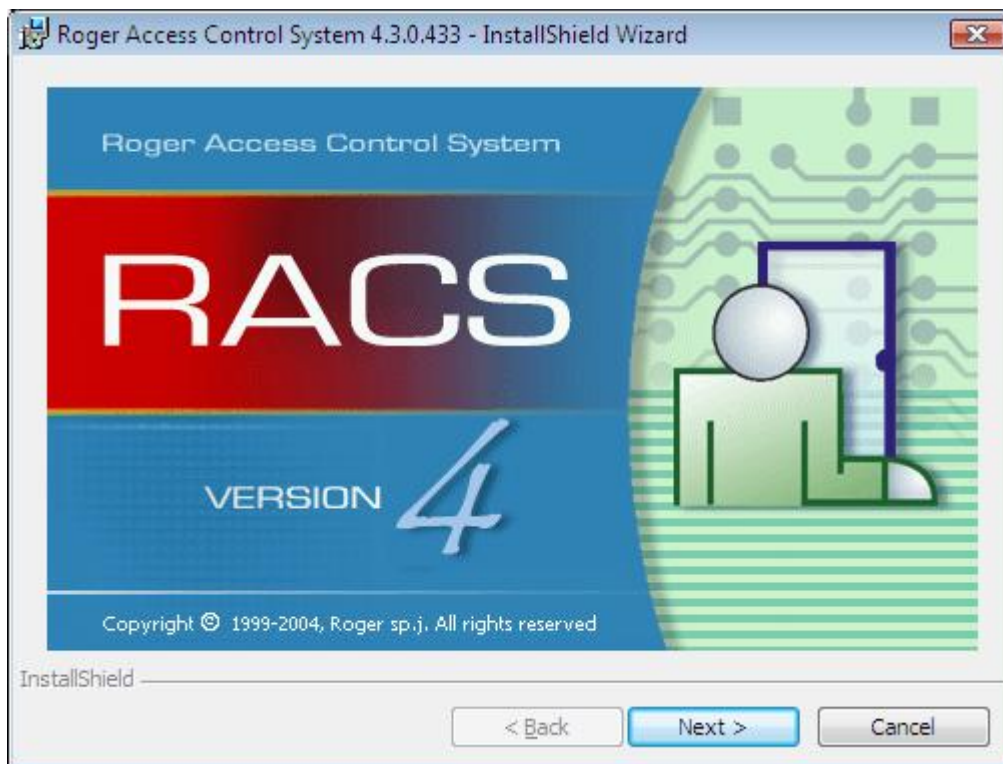 Roger Access Control System 4.3.0.433 - InstallShield Wizard
Roger Access Control System
RACS
VERSION 4
Copyright © 1999-2004, Roger sp.j. All rights reserved
InstallShield
< Back Next > Cancel